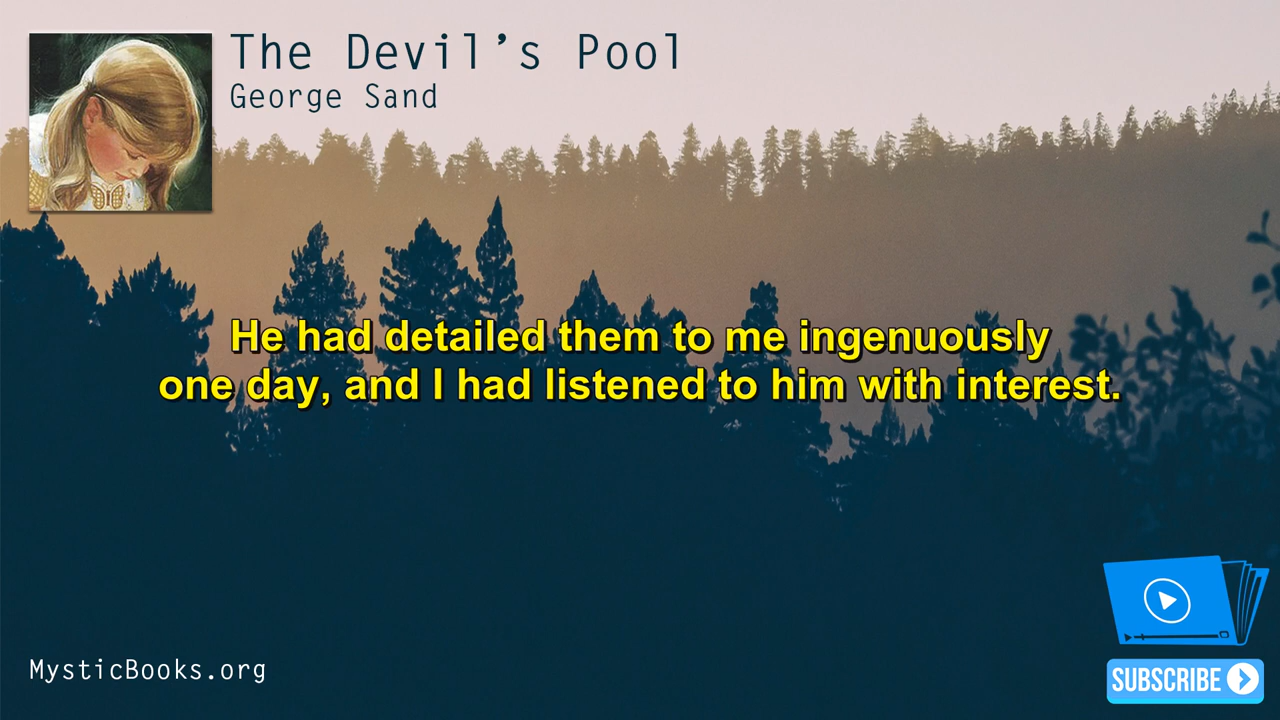 The Devil's Pool
George Sand
He had detailed them to me ingenuously
one day, and I had listened to him with interest.
MysticBooks.org
SUBSCRIBE